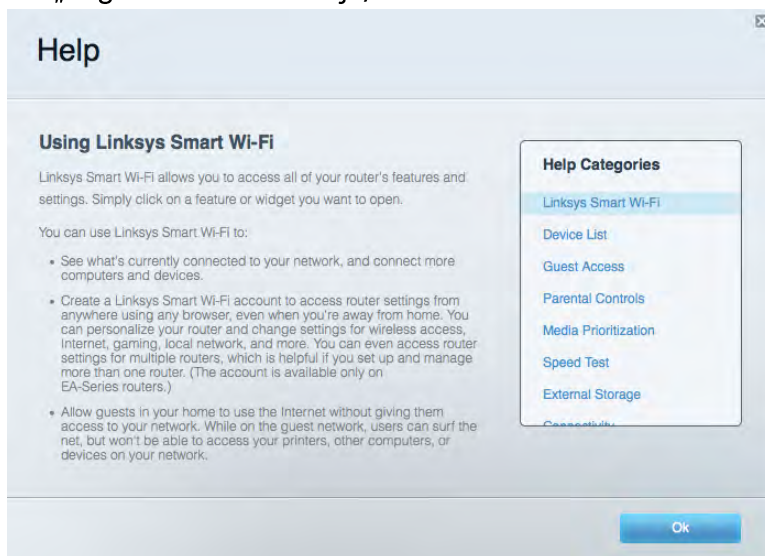 Help
Using Linksys Smart Wi-Fi
Linksys Smart Wi-Fi allows you to access all of your router's features and
settings. Simply click on a feature or widget you want to open.
You can use Linksys Smart Wi-Fi to:
• See what's currently connected to your network, and connect more
computers and devices.
• Create a Linksys Smart Wi-Fi account to access router settings from
anywhere using any browser, even when you're away from home. You
can personalize your router and change settings for wireless access,
Internet, gaming, local network, and more. You can even access router
settings for multiple routers, which is helpful if you set up and manage
more than one router. (The account is available only on
EA-Series routers.)
• Allow guests in your home to use the Internet without giving them
access to your network. While on the guest network, users can surf the
net, but won't be able to access your printers, other computers, or
devices on your network.
Help Categories
Linksys Smart Wi-Fi
Device List
Guest Access
Parental Controls
Media Prioritization
Speed Test
External Storage
Connectivity
Ok